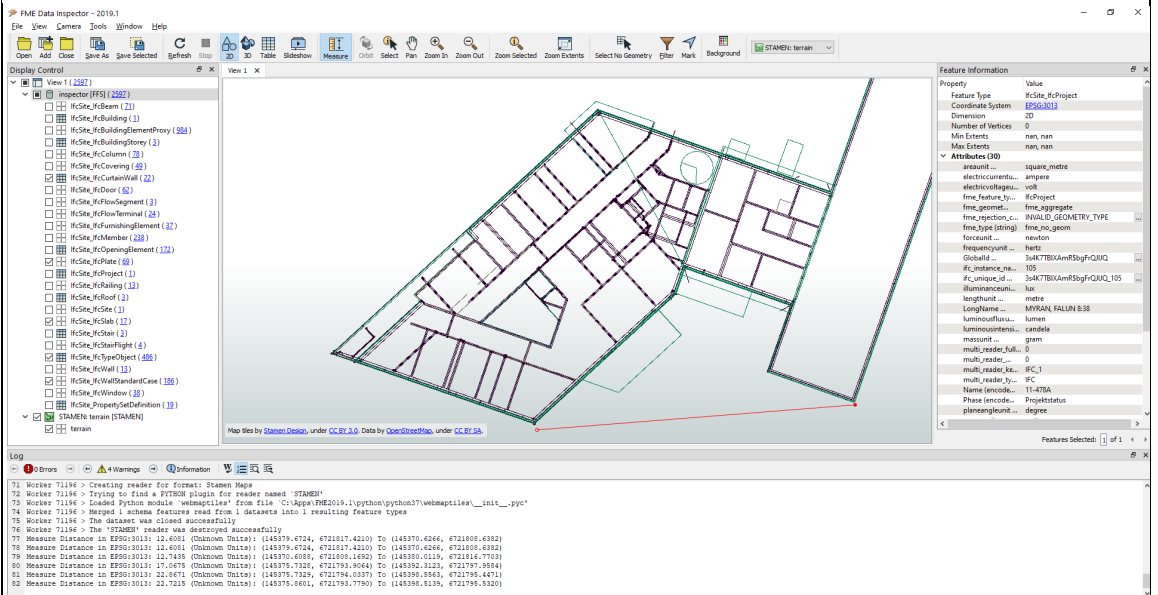 FME Data Inspector - 2019.1
File View Camera Tools Window Help
Open Add Close Save As Save Selected Refresh Stop 2D 3D Table Slideshow Measure Orbit Select Pan Zoom In Zoom Out Zoom Selected Zoom Extents Select No Geometry Filter Mark Background STAMEN: terrain
Display Control
View 1 (2597)
inspector [FFS] (2597)
IfcSite_IfcBeam (71)
IfcSite_IfcBuilding (1)
IfcSite_IfcBuildingElementProxy (984)
IfcSite_IfcBuildingStorey (3)
IfcSite_IfcColumn (78)
IfcSite_IfcCovering (49)
IfcSite_IfcCurtainWall (22)
IfcSite_IfcDoor (62)
IfcSite_IfcFlowSegment (3)
IfcSite_IfcFlowTerminal (24)
IfcSite_IfcFurnishingElement (37)
IfcSite_IfcMember (238)
IfcSite_IfcOpeningElement (172)
IfcSite_IfcPlate (69)
IfcSite_IfcProject (1)
IfcSite_IfcRailing (13)
IfcSite_IfcRoof (3)
IfcSite_IfcSite (1)
IfcSite_IfcSlab (17)
IfcSite_IfcStair (3)
IfcSite_IfcStairFlight (4)
IfcSite_IfcTypeObject (486)
IfcSite_IfcWall (13)
IfcSite_IfcWallStandardCase (186)
IfcSite_IfcWindow (38)
IfcSite_PropertySetDefinition (19)
STAMEN: terrain [STAMEN]
terrain
View 1
Map tiles by Stamen Design, under CC BY 3.0. Data by OpenStreetMap, under CC BY SA.
Feature Information
Property Value
Feature Type IfcSite_IfcProject
Coordinate System EPSG:3013
Dimension 2D
Number of Vertices 0
Min Extents nan, nan
Max Extents nan, nan
Attributes (30)
areaunit ... square_metre
electriccurrentu... ampere
electricvoltageu... volt
fme_feature_ty... IfcProject
fme_geomet... fme_aggregate
fme_rejection_c... INVALID_GEOMETRY_TYPE ...
fme_type (string) fme_no_geom
forceunit ... newton
frequencyunit ... hertz
GlobalId ... 3s4K7TBIXAmR$bgFrQJIJQ ...
ifc_instance_na... 105
ifc_unique_id ... 3s4K7TBIXAmR$bgFrQJIJQ_105 ...
illuminanceuni... lux
lengthunit ... metre
LongName ... MYRAN, FALUN 8:38
luminousfluxu... lumen
luminousintensi... candela
massunit ... gram
multi_reader_full... 0
multi_reader_... 0
multi_reader_ke... IFC_1
multi_reader_ty... IFC
Name (encode... 11-478A
Phase (encode... Projektstatus
planeangleunit ... degree
Features Selected: 1 of 1
Log
0 Errors 4 Warnings Information
71 Worker 71196 > Creating reader for format: Stamen Maps
72 Worker 71196 > Trying to find a PYTHON plugin for reader named `STAMEN'
73 Worker 71196 > Loaded Python module `webmaptiles' from file `C:\Apps\FME2019.1\python\python37\webmaptiles\__init__.pyc'
74 Worker 71196 > Merged 1 schema features read from 1 datasets into 1 resulting feature types
75 Worker 71196 > The dataset was closed successfully
76 Worker 71196 > The 'STAMEN' reader was destroyed successfully
77 Measure Distance in EPSG:3013: 12.6081 (Unknown Units): (145379.6724, 6721817.4210) To (145370.6266, 6721808.6382)
78 Measure Distance in EPSG:3013: 12.6081 (Unknown Units): (145379.6724, 6721817.4210) To (145370.6266, 6721808.6382)
79 Measure Distance in EPSG:3013: 12.7435 (Unknown Units): (145370.6088, 6721808.1692) To (145380.0119, 6721816.7703)
80 Measure Distance in EPSG:3013: 17.0675 (Unknown Units): (145375.7328, 6721793.9064) To (145392.3123, 6721797.9584)
81 Measure Distance in EPSG:3013: 22.8671 (Unknown Units): (145375.7329, 6721794.0337) To (145398.5563, 6721795.4471)
82 Measure Distance in EPSG:3013: 22.7215 (Unknown Units): (145375.8601, 6721793.7790) To (145398.5139, 6721795.5320)